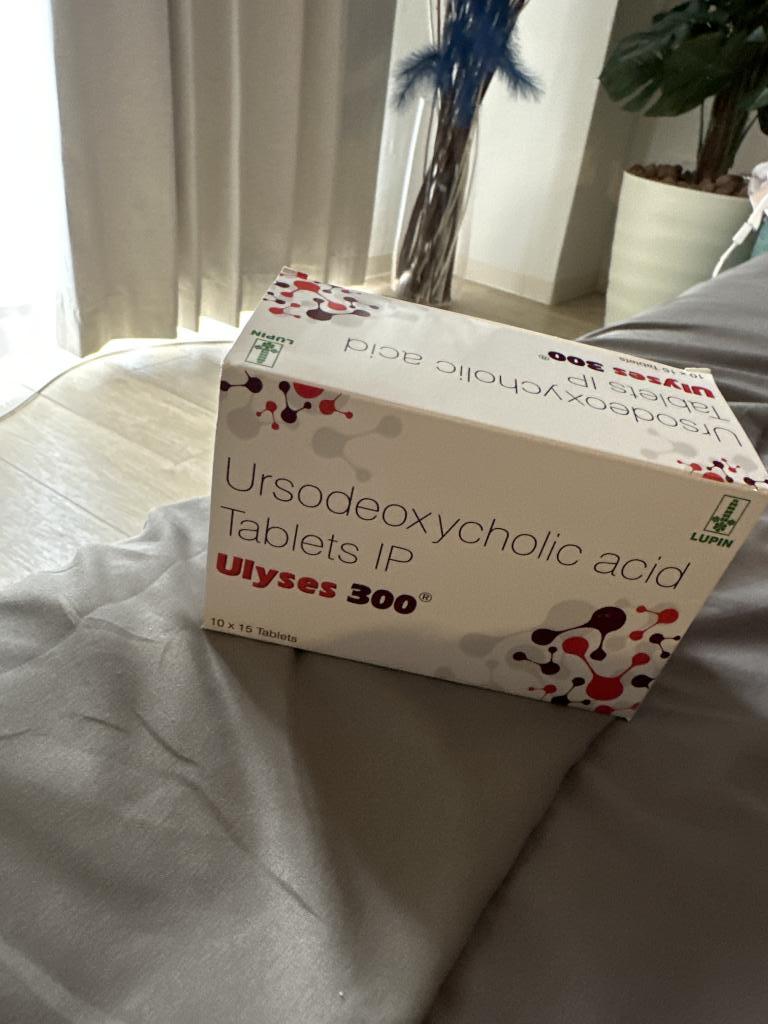 LUPIN
Ursodeoxycholic acid
Tablets IP
Ulyses 300®
10 x 15 Tablets
Ursodeoxycholic acid
Tablets IP
Ulyses 300®
10 x 15 Tablets
LUPIN